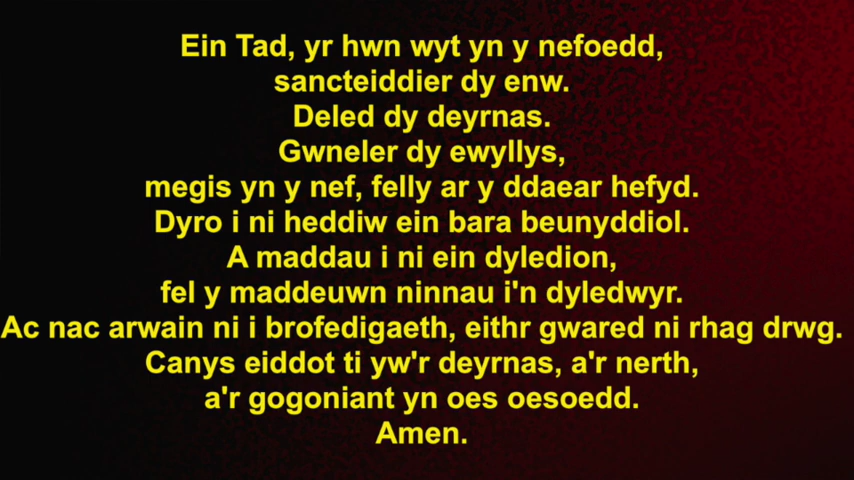 Ein Tad, yr hwn wyt yn y nefoedd,
sancteiddier dy enw.
Deled dy deyrnas.
Gwneler dy ewyllys,
megis yn y nef, felly ar y ddaear hefyd.
Dyro i ni heddiw ein bara beunyddiol.
A maddau i ni ein dyledion,
fel y maddeuwn ninnau i'n dyledwyr.
Ac nac arwain ni i brofedigaeth, eithr gwared ni rhag drwg.
Canys eiddot ti yw'r deyrnas, a'r nerth,
a'r gogoniant yn oes oesoedd.
Amen.